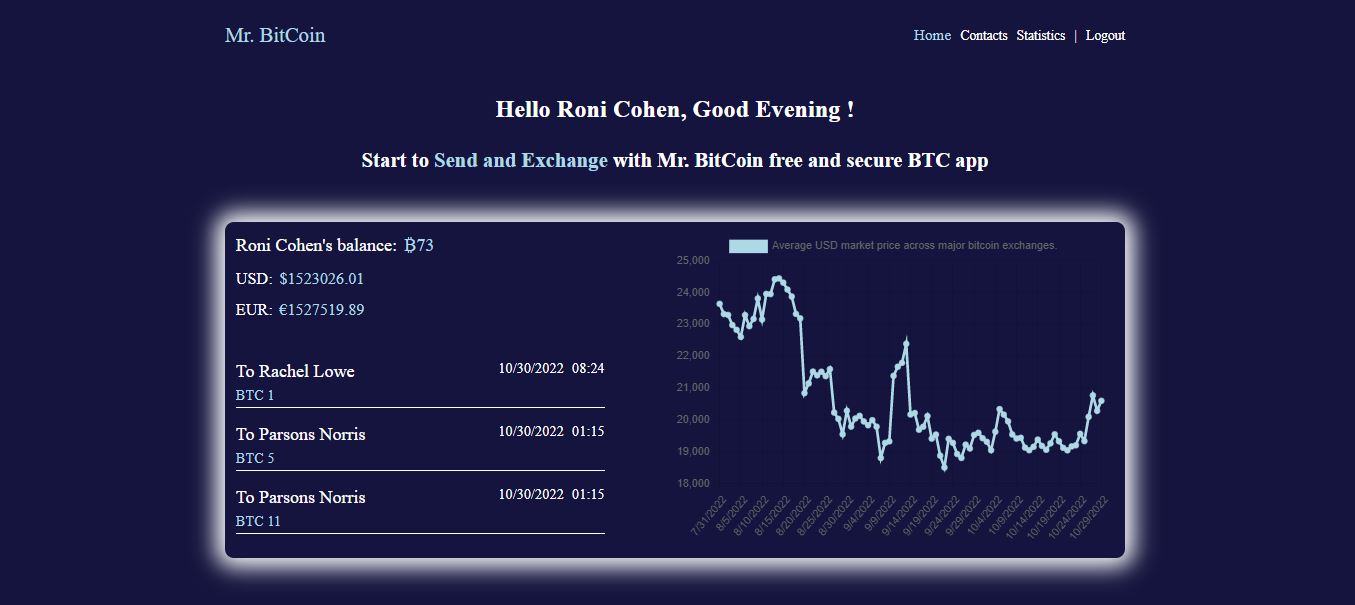 Mr. BitCoin
Home Contacts Statistics | Logout
Hello Roni Cohen, Good Evening !
Start to Send and Exchange with Mr. BitCoin free and secure BTC app
Roni Cohen's balance: ₿73
USD: $1523026.01
EUR: €1527519.89
To Rachel Lowe 10/30/2022 08:24
BTC 1
To Parsons Norris 10/30/2022 01:15
BTC 5
To Parsons Norris 10/30/2022 01:15
BTC 11
Average USD market price across major bitcoin exchanges.
25,000
24,000
23,000
22,000
21,000
20,000
19,000
18,000
7/31/2022
8/5/2022
8/10/2022
8/15/2022
8/20/2022
8/25/2022
8/30/2022
9/4/2022
9/9/2022
9/14/2022
9/19/2022
9/24/2022
9/29/2022
10/4/2022
10/9/2022
10/14/2022
10/19/2022
10/24/2022
10/29/2022